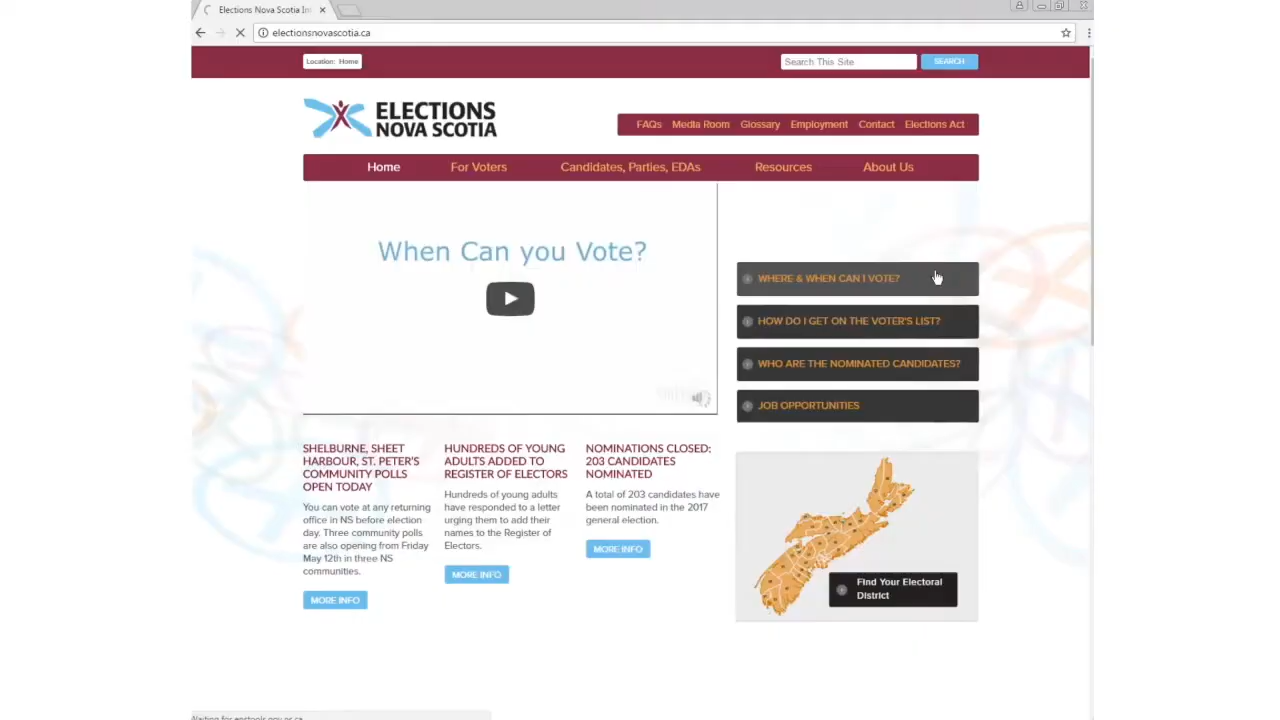 Elections Nova Scotia In
electionsnovascotia.ca
Location: Home
Search This Site
SEARCH
ELECTIONS
NOVA SCOTIA
FAQs Media Room Glossary Employment Contact Elections Act
Home For Voters Candidates, Parties, EDAs Resources About Us
When Can you Vote?
WHERE & WHEN CAN I VOTE?
HOW DO I GET ON THE VOTER'S LIST?
WHO ARE THE NOMINATED CANDIDATES?
JOB OPPORTUNITIES
SHELBURNE, SHEET
HARBOUR, ST. PETER'S
COMMUNITY POLLS
OPEN TODAY
You can vote at any returning
office in NS before election
day. Three community polls
are also opening from Friday
May 12th in three NS
communities.
MORE INFO
HUNDREDS OF YOUNG
ADULTS ADDED TO
REGISTER OF ELECTORS
Hundreds of young adults
have responded to a letter
urging them to add their
names to the Register of
Electors.
MORE INFO
NOMINATIONS CLOSED:
203 CANDIDATES
NOMINATED
A total of 203 candidates have
been nominated in the 2017
general election.
MORE INFO
Find Your Electoral
District
Waiting for